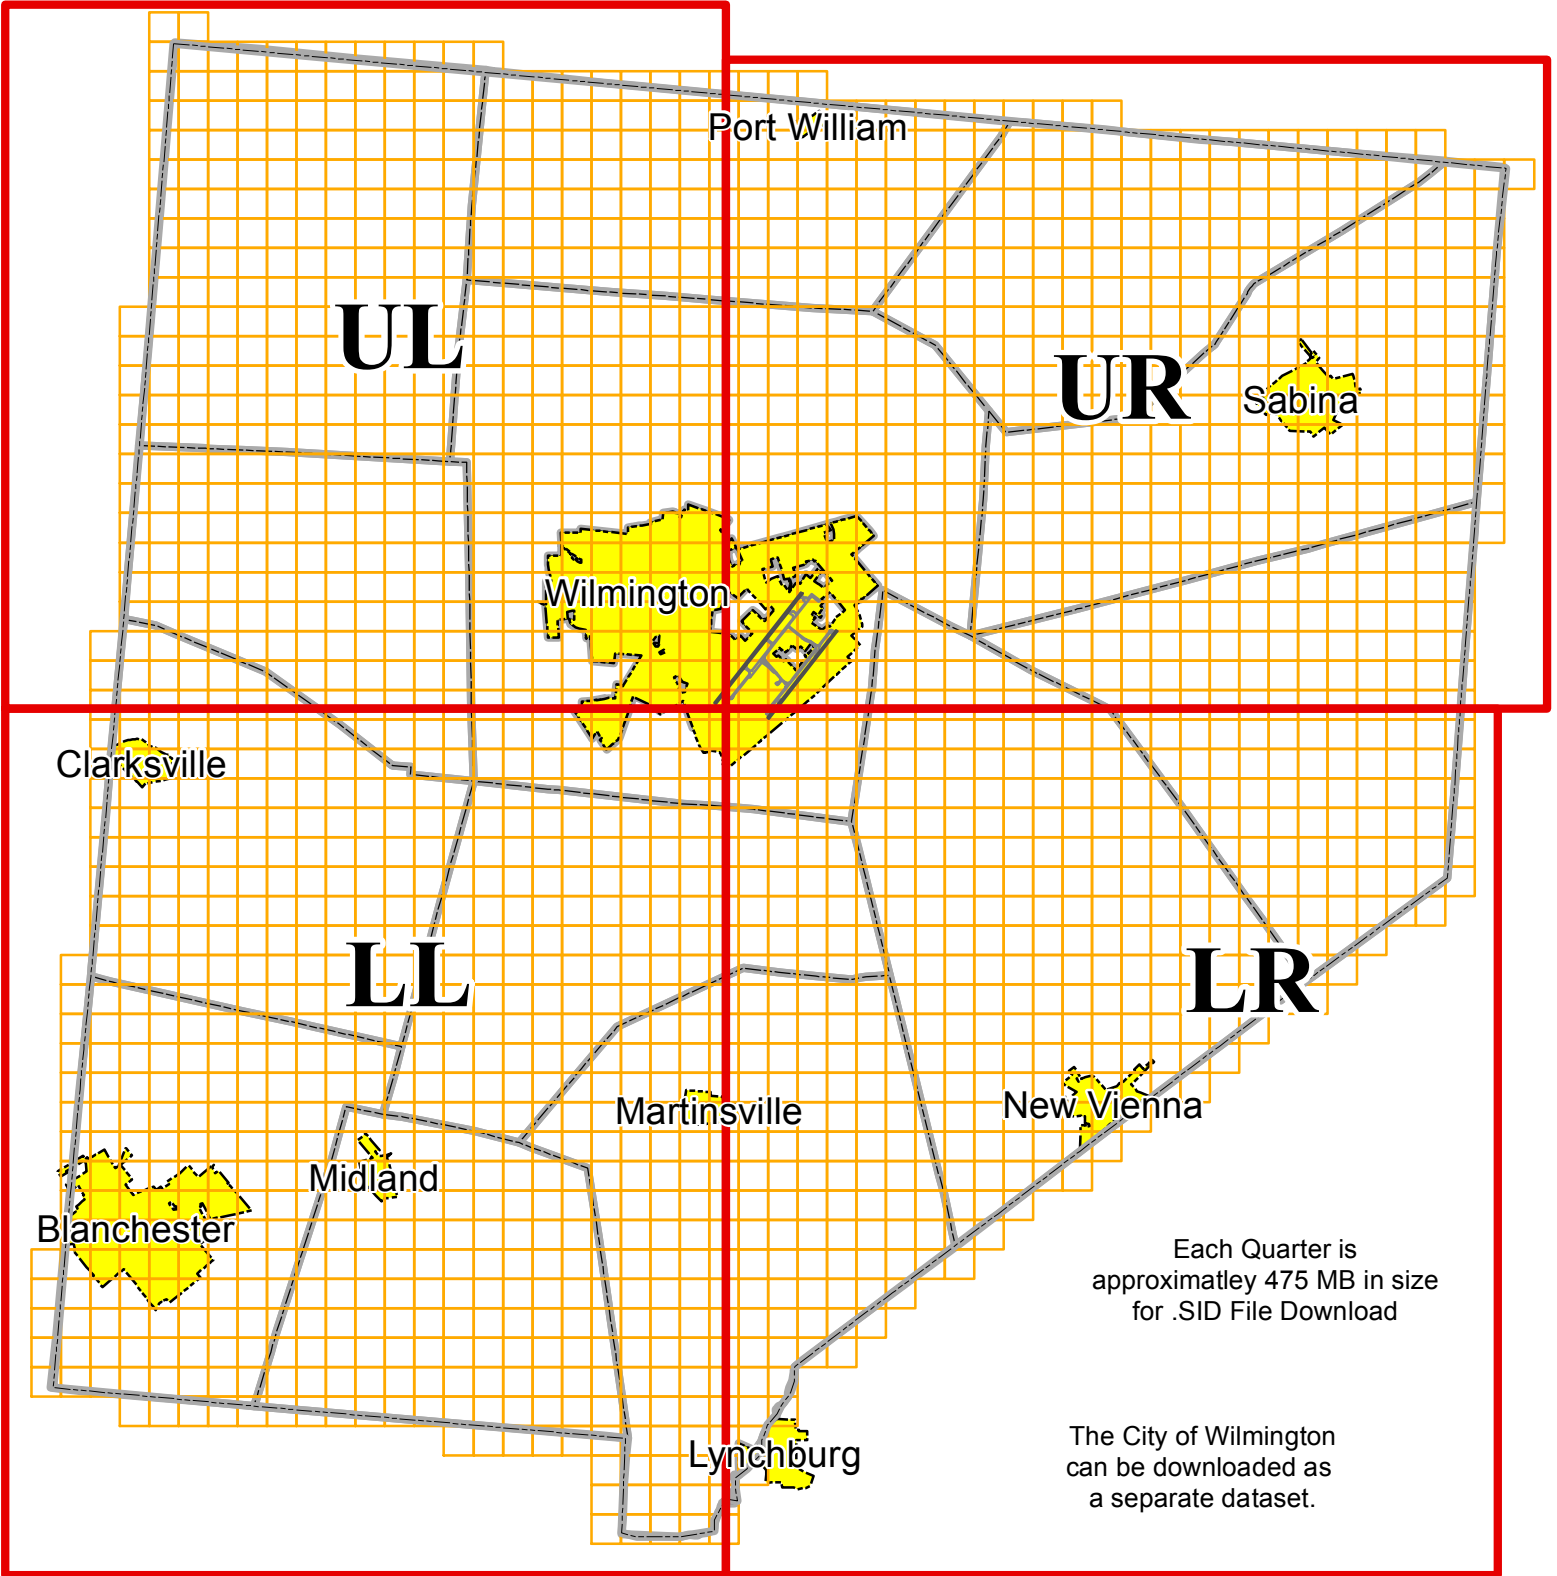 Port William
UL
UR
Sabina
Wilmington
Clarksville
LL
LR
Martinsville
New Vienna
Midland
Blanchester
Each Quarter is
approximatley 475 MB in size
for .SID File Download
Lynchburg
The City of Wilmington
can be downloaded as
a separate dataset.